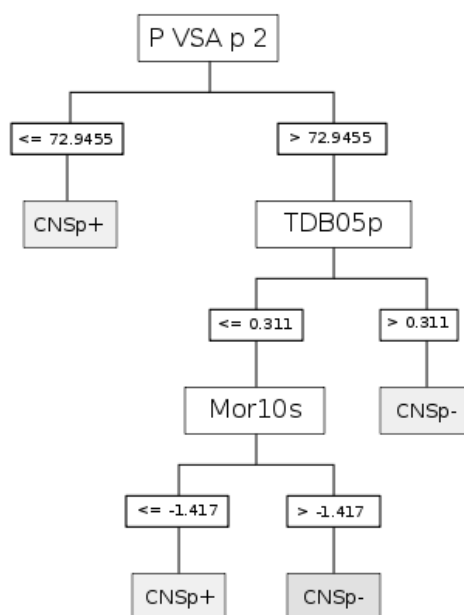 P VSA p 2
<= 72.9455
> 72.9455
CNSp+
TDB05p
<= 0.311
> 0.311
Mor10s
CNSp-
<= -1.417
> -1.417
CNSp+
CNSp-